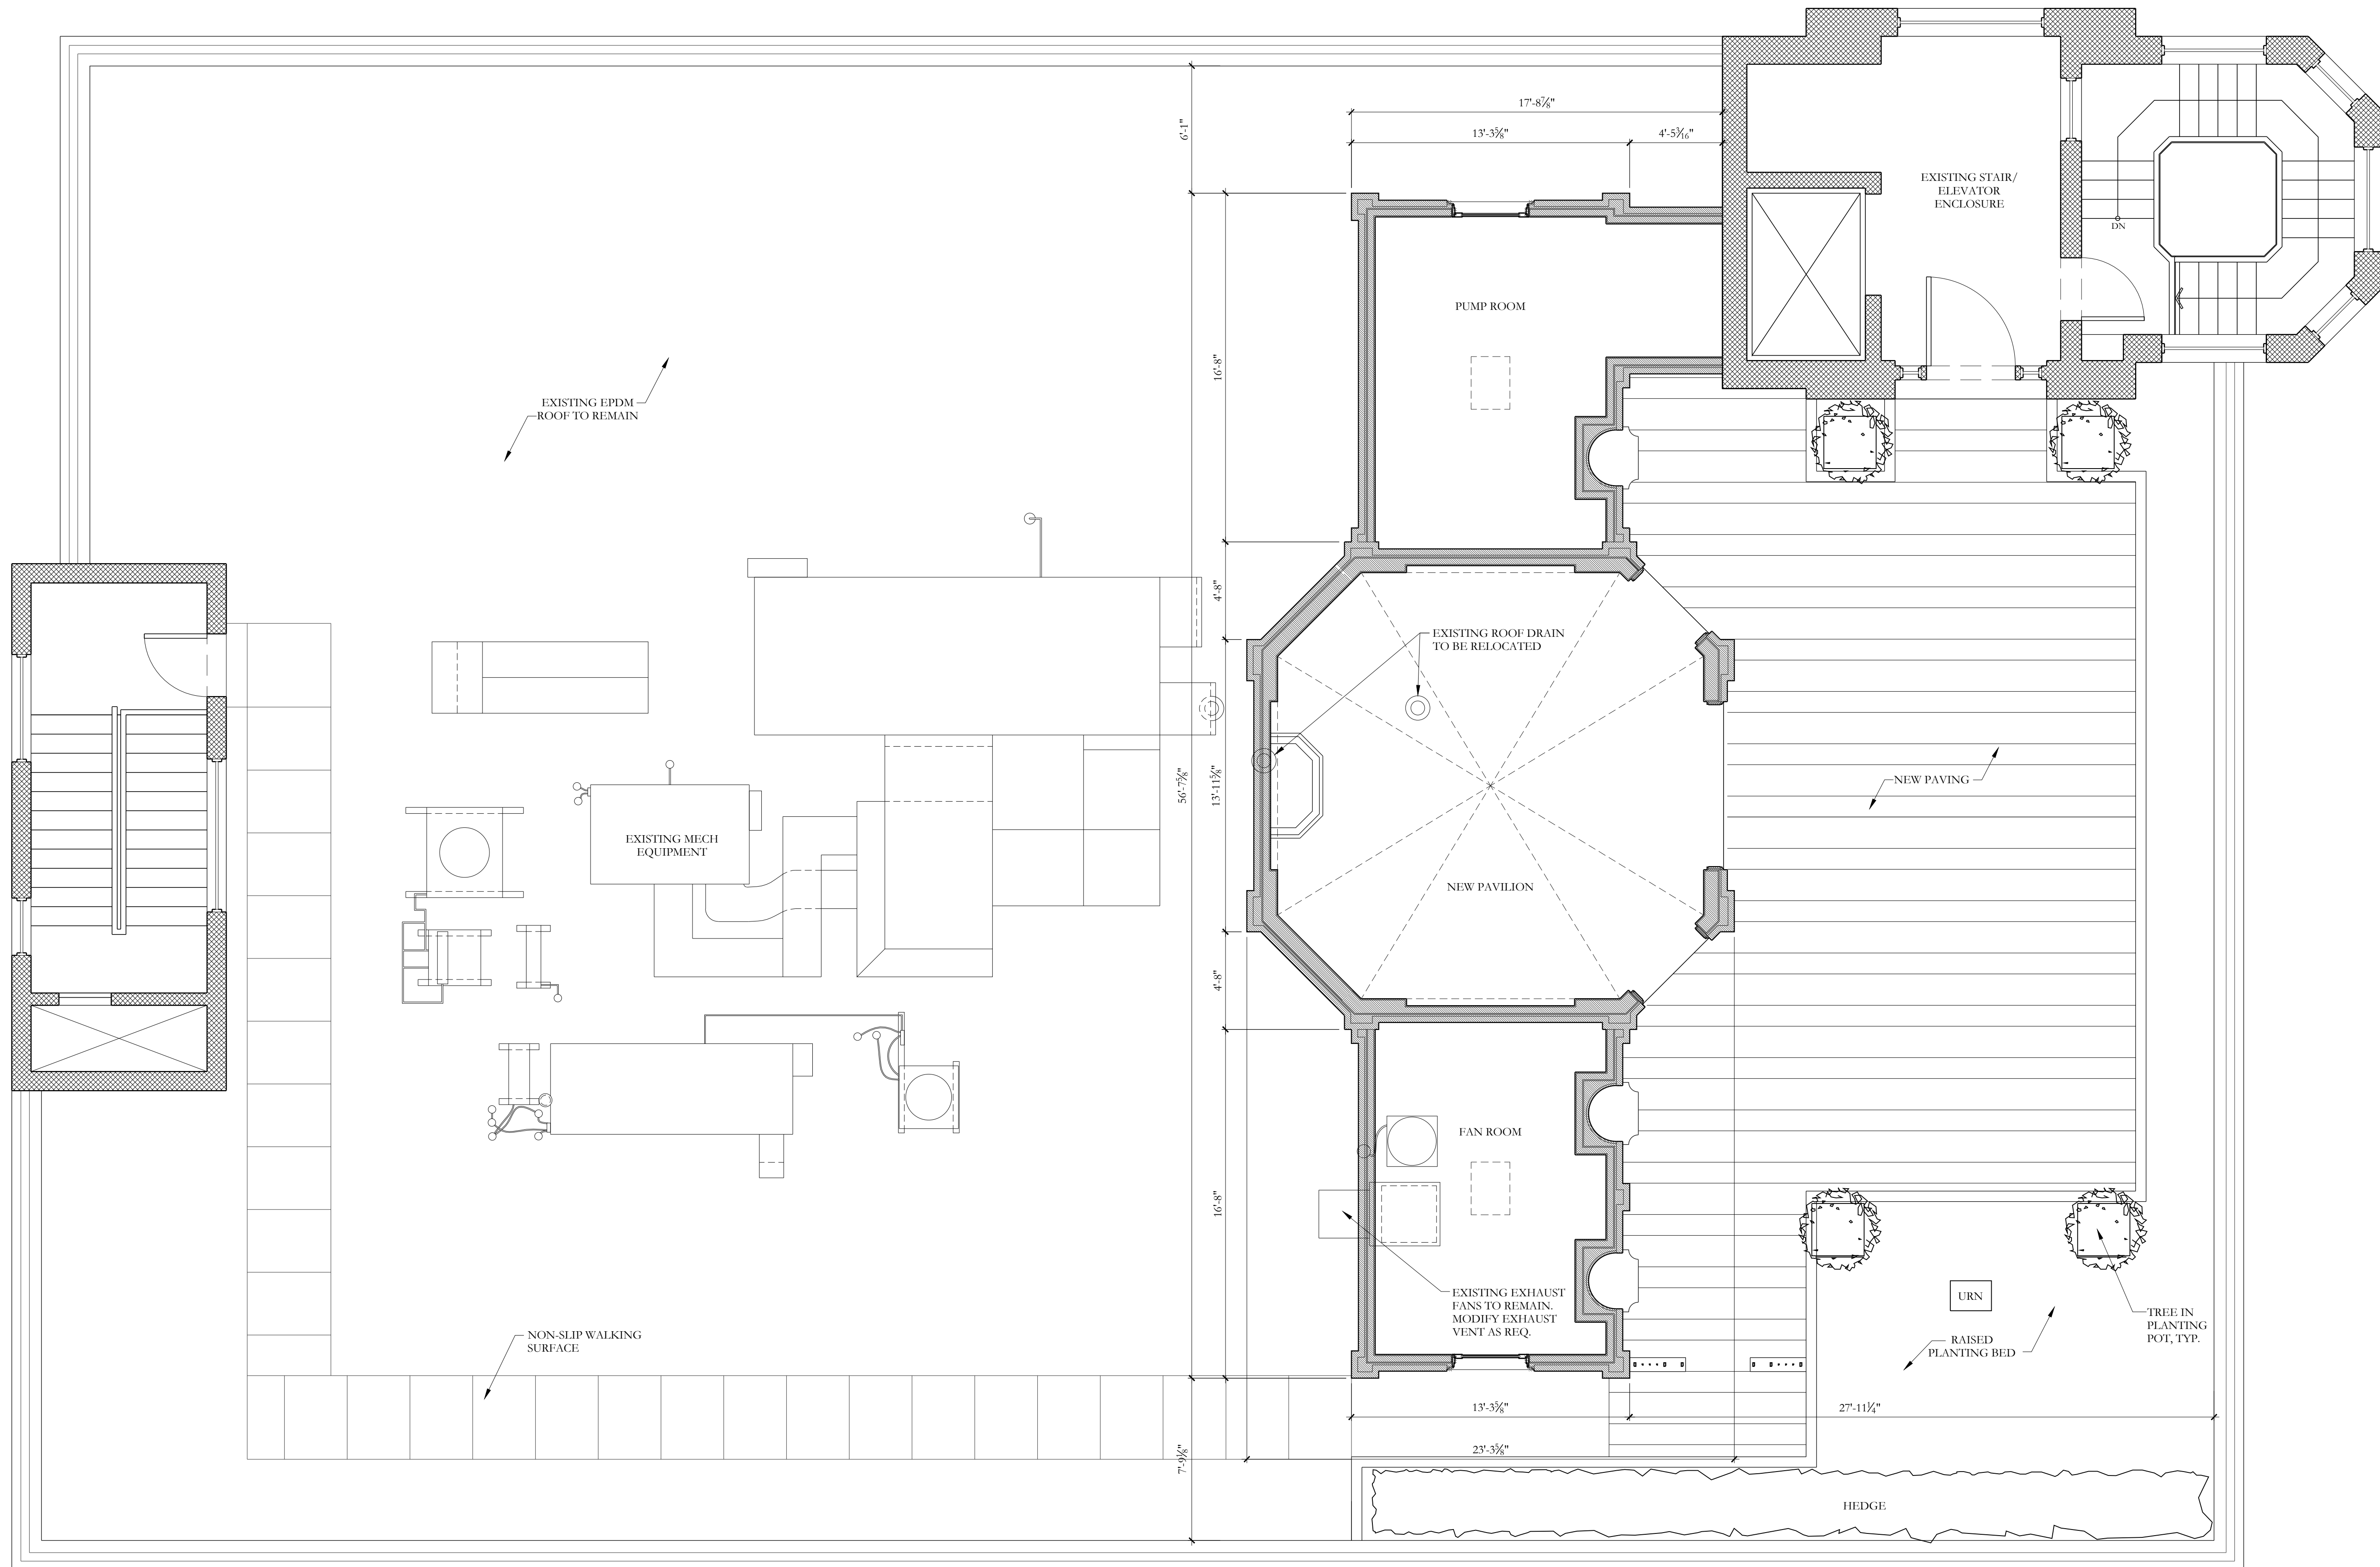 17'-8⅞"
13'-3⅝"
4'-5³⁄₁₆"
6'-1"
EXISTING STAIR/
ELEVATOR
ENCLOSURE
DN
PUMP ROOM
16'-8"
EXISTING EPDM
ROOF TO REMAIN
4'-8"
EXISTING ROOF DRAIN
TO BE RELOCATED
56'-7⅝"
13'-11⅝"
NEW PAVING
EXISTING MECH
EQUIPMENT
NEW PAVILION
4'-8"
FAN ROOM
16'-8"
EXISTING EXHAUST
FANS TO REMAIN.
MODIFY EXHAUST
VENT AS REQ.
URN
TREE IN
PLANTING
POT, TYP.
RAISED
PLANTING BED
NON-SLIP WALKING
SURFACE
13'-3⅝"
27'-11¼"
23'-3⅝"
7'-9⅛"
HEDGE